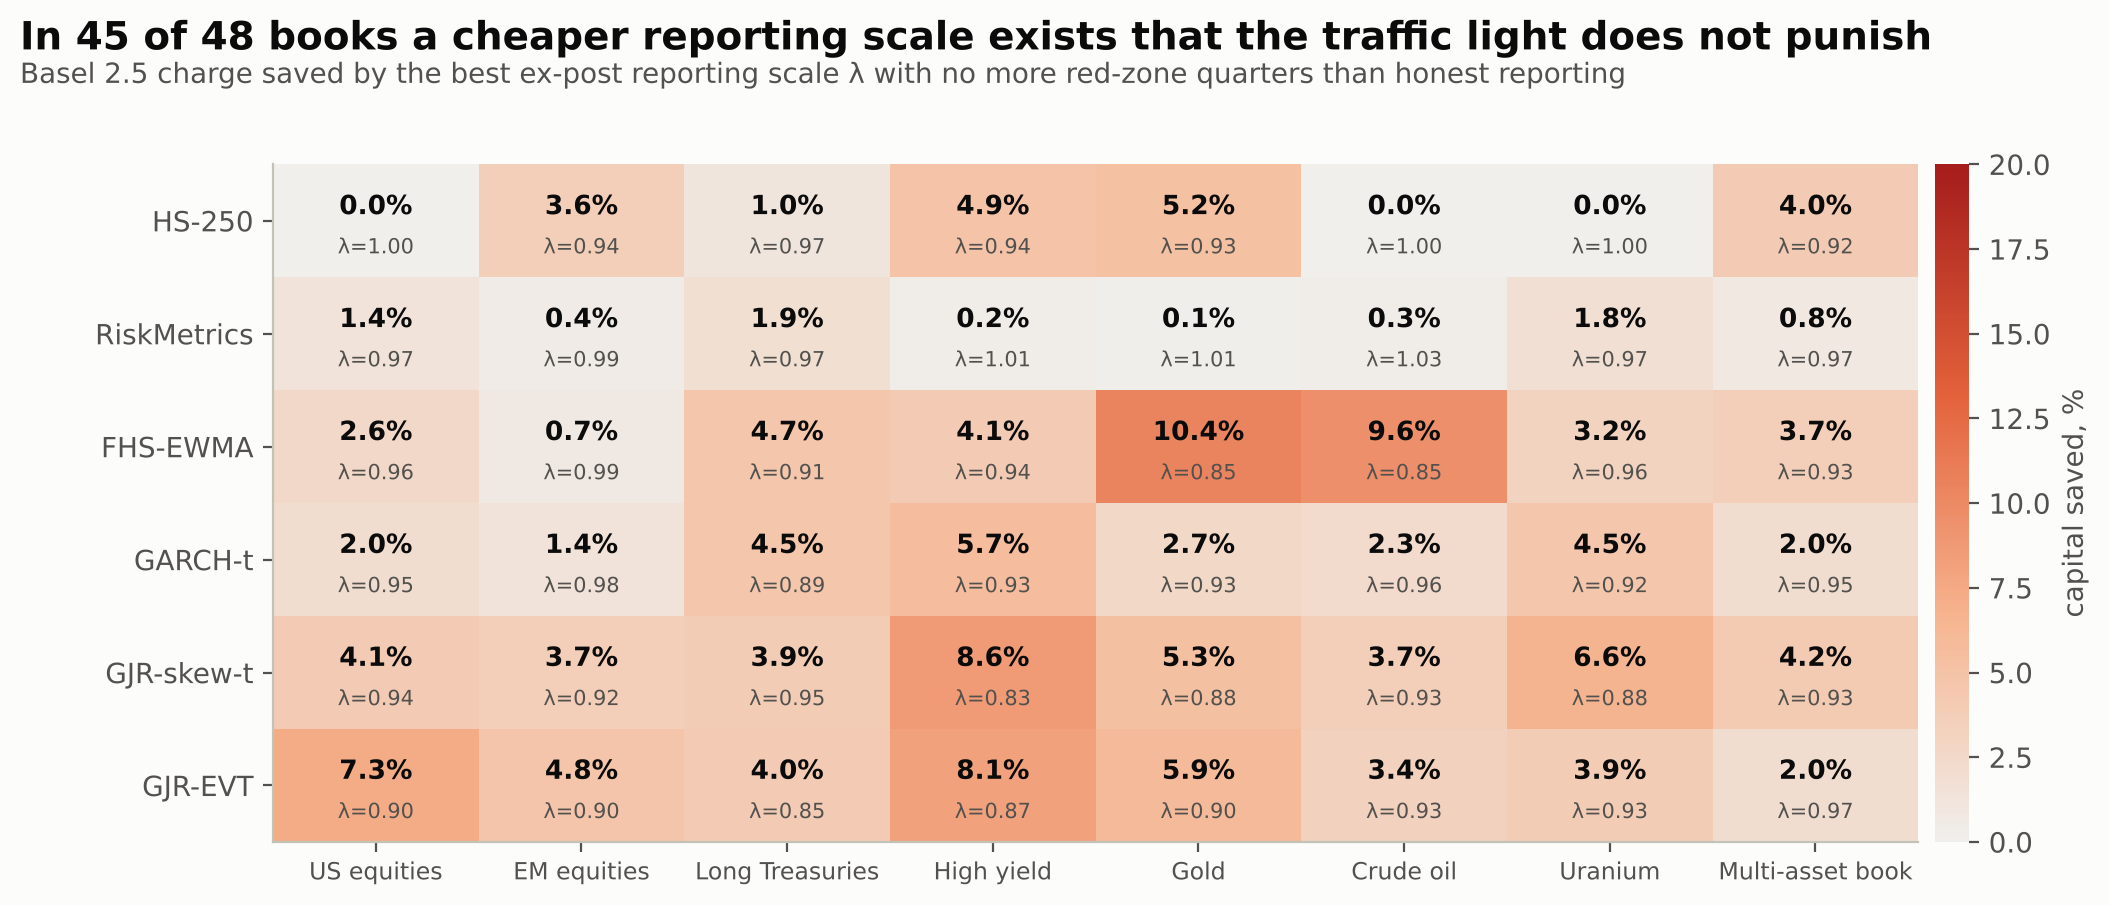 In 45 of 48 books a cheaper reporting scale exists that the traffic light does not punish
Basel 2.5 charge saved by the best ex-post reporting scale λ with no more red-zone quarters than honest reporting
HS-250 0.0% 3.6% 1.0% 4.9% 5.2% 0.0% 0.0% 4.0%
λ=1.00 λ=0.94 λ=0.97 λ=0.94 λ=0.93 λ=1.00 λ=1.00 λ=0.92
RiskMetrics 1.4% 0.4% 1.9% 0.2% 0.1% 0.3% 1.8% 0.8%
λ=0.97 λ=0.99 λ=0.97 λ=1.01 λ=1.01 λ=1.03 λ=0.97 λ=0.97
FHS-EWMA 2.6% 0.7% 4.7% 4.1% 10.4% 9.6% 3.2% 3.7%
λ=0.96 λ=0.99 λ=0.91 λ=0.94 λ=0.85 λ=0.85 λ=0.96 λ=0.93
GARCH-t 2.0% 1.4% 4.5% 5.7% 2.7% 2.3% 4.5% 2.0%
λ=0.95 λ=0.98 λ=0.89 λ=0.93 λ=0.93 λ=0.96 λ=0.92 λ=0.95
GJR-skew-t 4.1% 3.7% 3.9% 8.6% 5.3% 3.7% 6.6% 4.2%
λ=0.94 λ=0.92 λ=0.95 λ=0.83 λ=0.88 λ=0.93 λ=0.88 λ=0.93
GJR-EVT 7.3% 4.8% 4.0% 8.1% 5.9% 3.4% 3.9% 2.0%
λ=0.90 λ=0.90 λ=0.85 λ=0.87 λ=0.90 λ=0.93 λ=0.93 λ=0.97
US equities EM equities Long Treasuries High yield Gold Crude oil Uranium Multi-asset book
20.0
17.5
15.0
12.5
10.0
7.5
5.0
2.5
0.0
capital saved, %